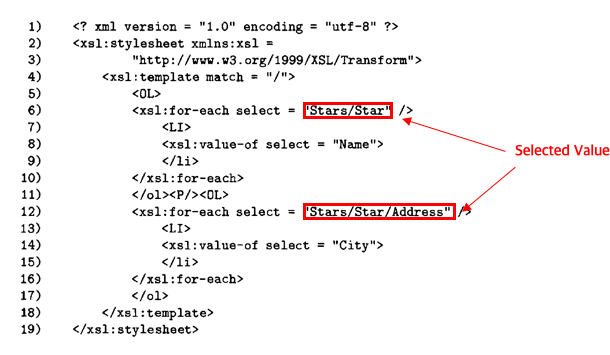 1) <? xml version = "1.0" encoding = "utf-8" ?>
2) <xsl:stylesheet xmlns:xsl =
3) "http://www.w3.org/1999/XSL/Transform">
4) <xsl:template match = "/">
5) <OL>
6) <xsl:for-each select = "Stars/Star" />
7) <LI>
8) <xsl:value-of select = "Name">
9) </li>
10) </xsl:for-each>
11) </ol><P/><OL>
12) <xsl:for-each select = "Stars/Star/Address" />
13) <LI>
14) <xsl:value-of select = "City">
15) </li>
16) </xsl:for-each>
17) </ol>
18) </xsl:template>
19) </xsl:stylesheet>
Selected Value